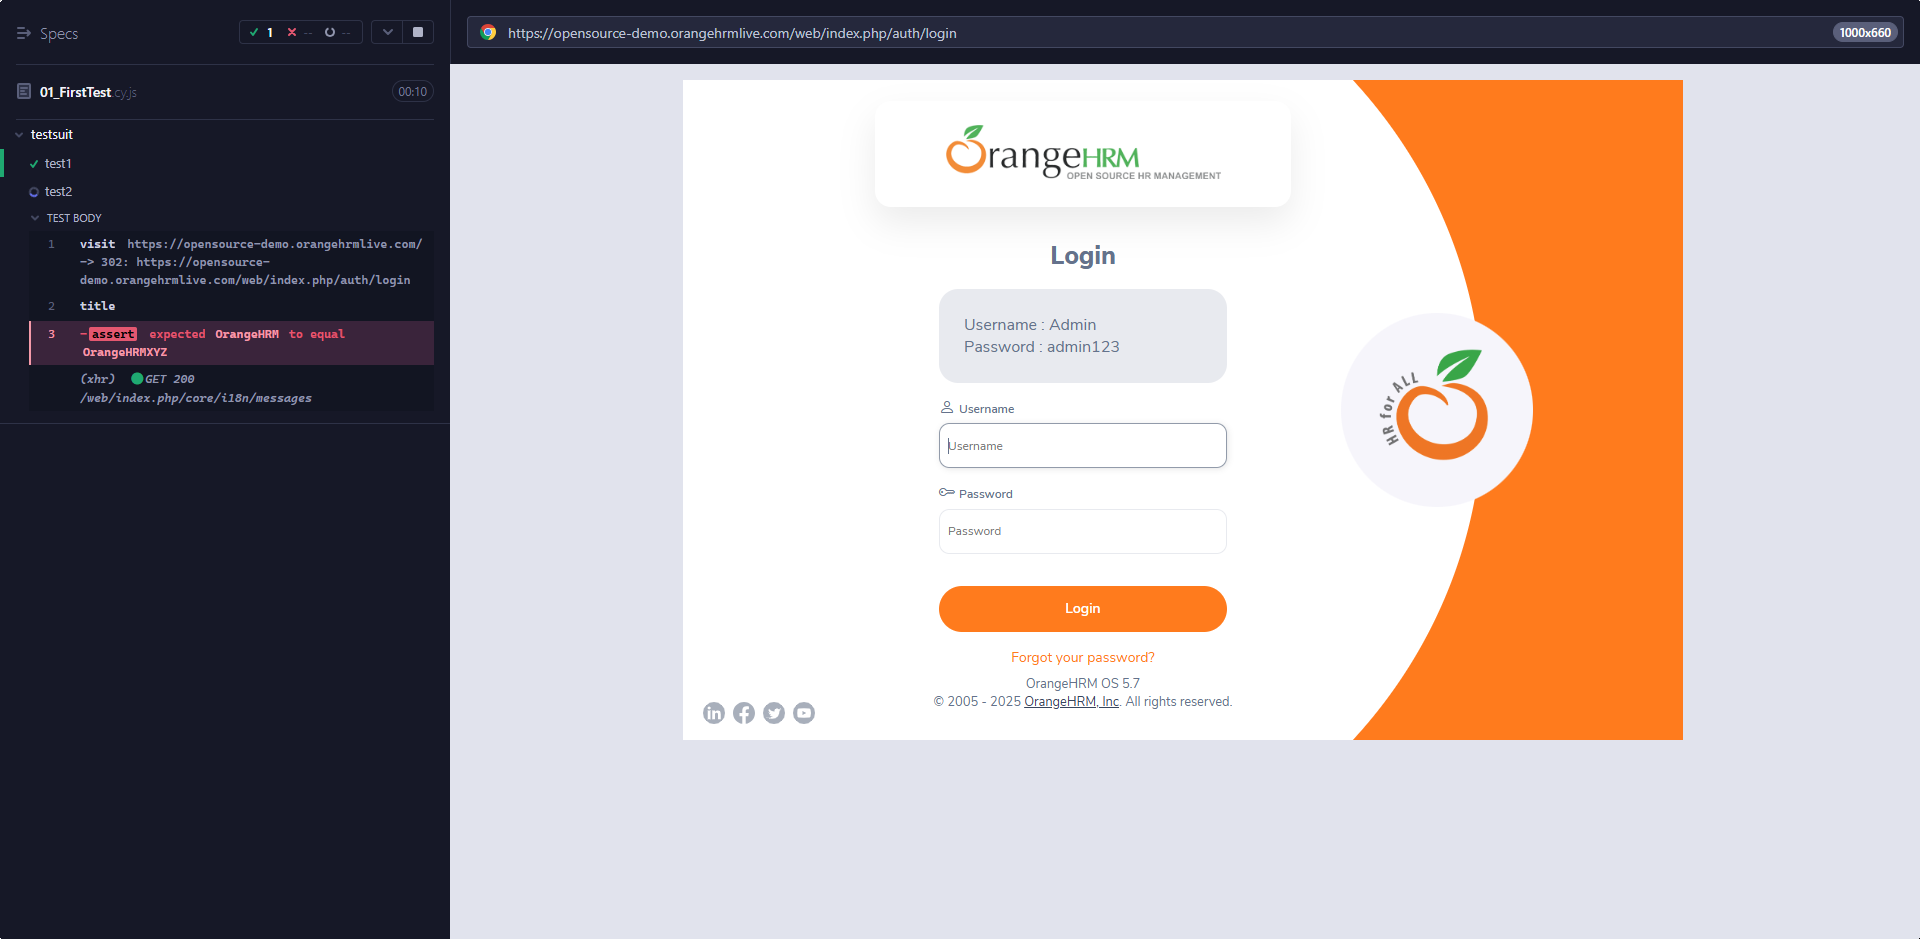 Specs
1 -- --
01_FirstTest.cy.js 00:10
testsuit
test1
test2
TEST BODY
1 visit https://opensource-demo.orangehrmlive.com/
-> 302: https://opensource-
demo.orangehrmlive.com/web/index.php/auth/login
2 title
3 -assert expected OrangeHRM to equal
OrangeHRMXYZ
(xhr) GET 200
/web/index.php/core/i18n/messages
https://opensource-demo.orangehrmlive.com/web/index.php/auth/login
1000x660
OrangeHRM
OPEN SOURCE HR MANAGEMENT
Login
Username : Admin
Password : admin123
Username
Username
Password
Password
Login
Forgot your password?
OrangeHRM OS 5.7
© 2005 - 2025 OrangeHRM, Inc. All rights reserved.
in
HR for ALL